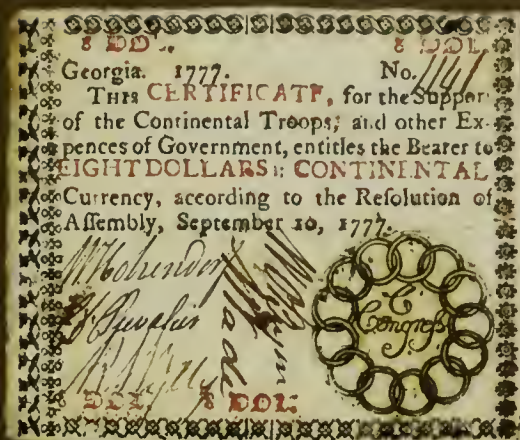 8 DOL. 8 DOL.
Georgia. 1777. No. 1141
THIS CERTIFICATE, for the Support
of the Continental Troops, and other Ex-
pences of Government, entitles the Bearer to
EIGHT DOLLARS: CONTINENTAL
Currency, according to the Resolution of
Assembly, September 10, 1777.
C
Congress
DOL. 8 DOL.